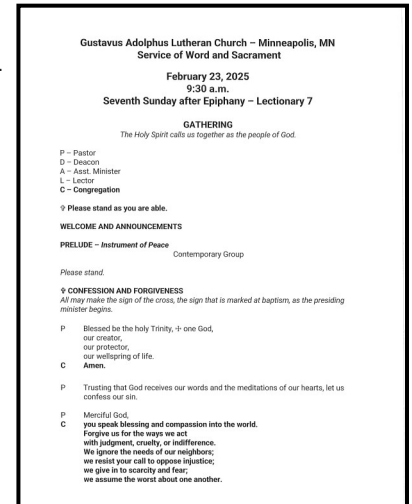 Gustavus Adolphus Lutheran Church – Minneapolis, MN
Service of Word and Sacrament
February 23, 2025
9:30 a.m.
Seventh Sunday after Epiphany – Lectionary 7
GATHERING
The Holy Spirit calls us together as the people of God.
P – Pastor
D – Deacon
A – Asst. Minister
L – Lector
C – Congregation
✞ Please stand as you are able.
WELCOME AND ANNOUNCEMENTS
PRELUDE – Instrument of Peace
Contemporary Group
Please stand.
✞ CONFESSION AND FORGIVENESS
All may make the sign of the cross, the sign that is marked at baptism, as the presiding
minister begins.
P Blessed be the holy Trinity, ☩ one God,
our creator,
our protector,
our wellspring of life.
C Amen.
P Trusting that God receives our words and the meditations of our hearts, let us
confess our sin.
P Merciful God,
C you speak blessing and compassion into the world.
Forgive us for the ways we act
with judgment, cruelty, or indifference.
We ignore the needs of our neighbors;
we resist your call to oppose injustice;
we give in to scarcity and fear;
we assume the worst about one another.